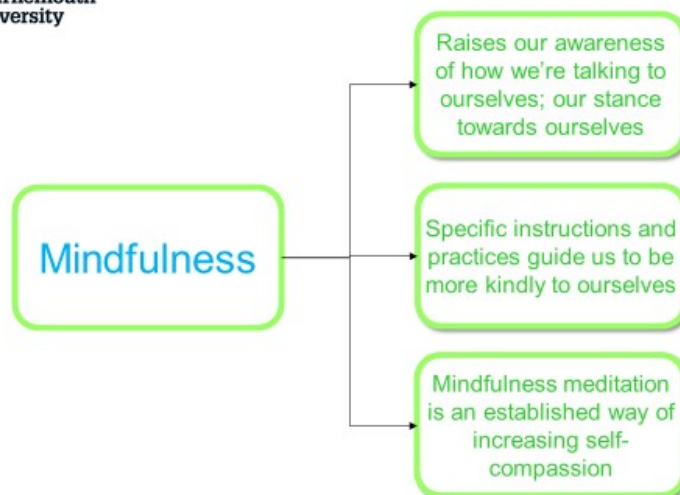 versity
Raises our awareness
of how we're talking to
ourselves; our stance
towards ourselves
Mindfulness
Specific instructions and
practices guide us to be
more kindly to ourselves
Mindfulness meditation
is an established way of
increasing self-
compassion